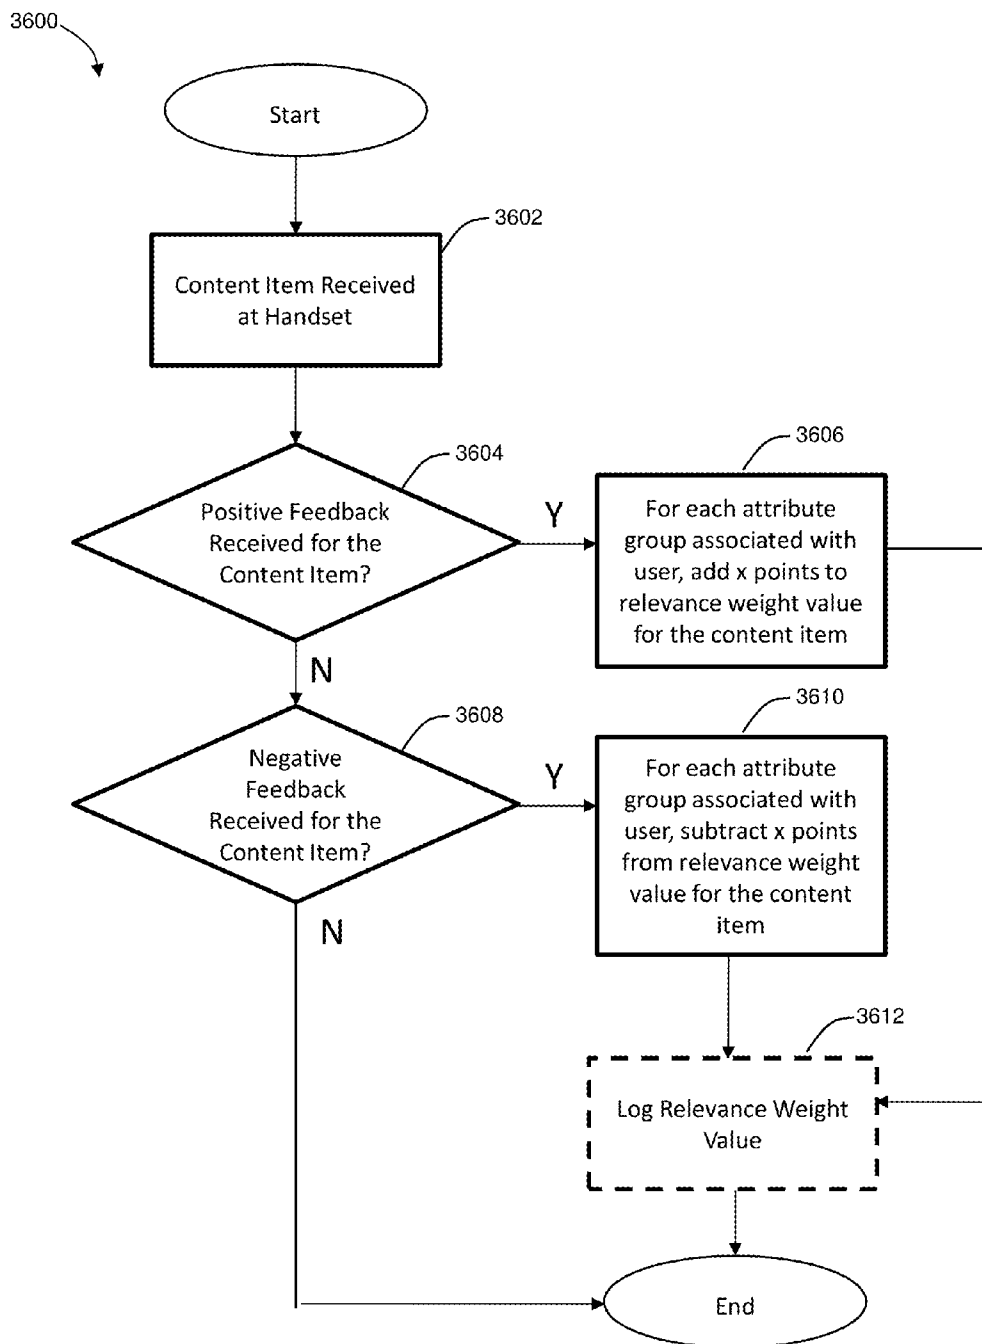 3600
Start
3602
Content Item Received
at Handset
3604
Positive Feedback
Received for the
Content Item?
Y
3606
For each attribute
group associated with
user, add x points to
relevance weight value
for the content item
N
3608
Negative
Feedback
Received for the
Content Item?
Y
3610
For each attribute
group associated with
user, subtract x points
from relevance weight
value for the content
item
N
3612
Log Relevance Weight
Value
End